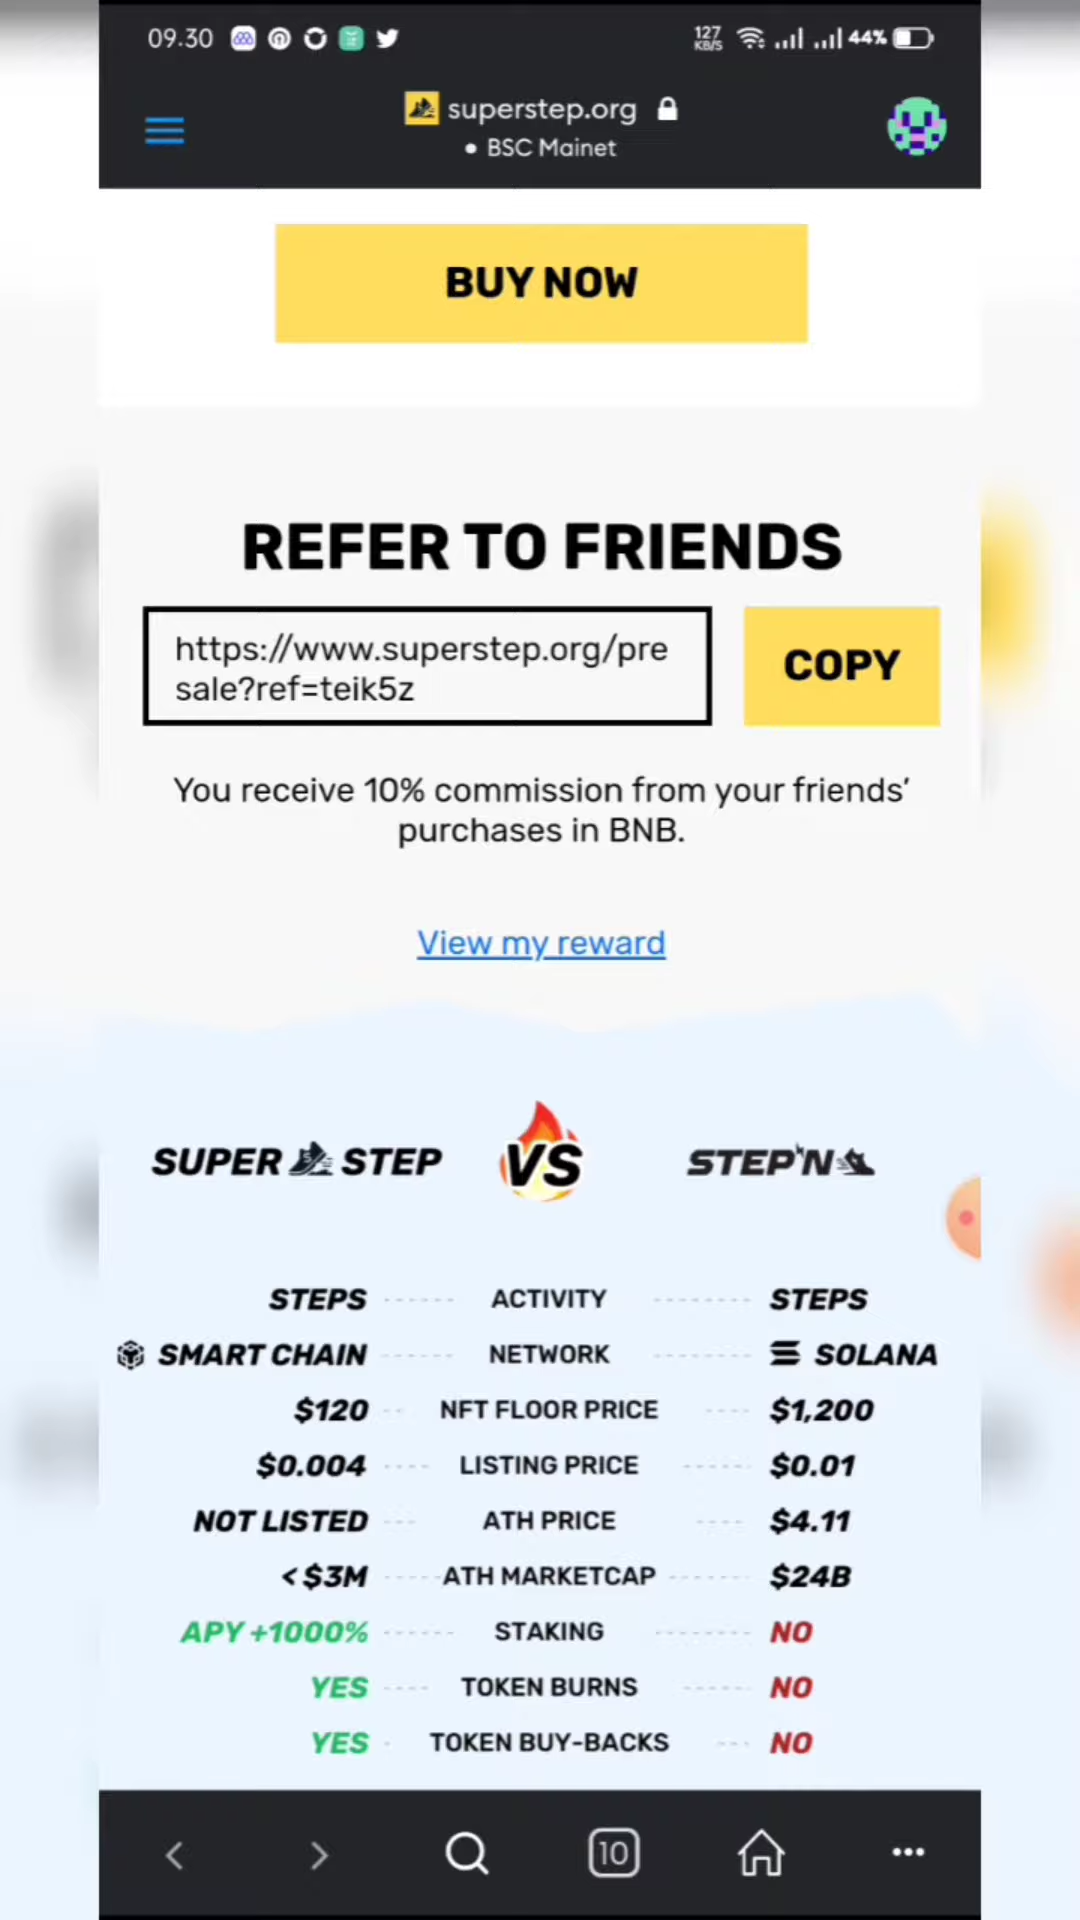 09.30 127 KB/S 44%
superstep.org
• BSC Mainet
BUY NOW
REFER TO FRIENDS
https://www.superstep.org/pre
sale?ref=teik5z
COPY
You receive 10% commission from your friends’
purchases in BNB.
View my reward
SUPER STEP VS STEP'N
STEPS ACTIVITY STEPS
SMART CHAIN NETWORK SOLANA
$120 NFT FLOOR PRICE $1,200
$0.004 LISTING PRICE $0.01
NOT LISTED ATH PRICE $4.11
< $3M ATH MARKETCAP $24B
APY +1000% STAKING NO
YES TOKEN BURNS NO
YES TOKEN BUY-BACKS NO
10